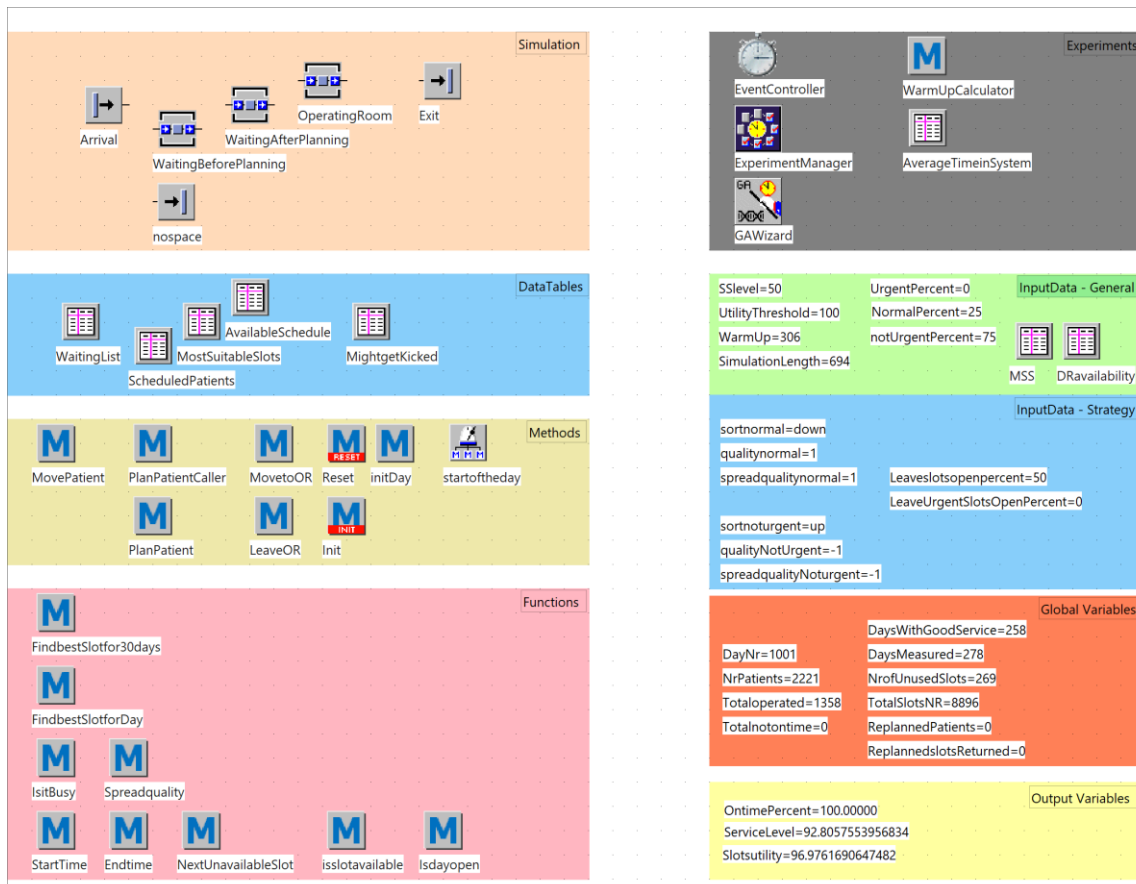 Simulation
Arrival
WaitingBeforePlanning
WaitingAfterPlanning
OperatingRoom
Exit
nospace
Experiments
EventController
M
WarmUpCalculator
ExperimentManager
AverageTimeinSystem
GA
GAWizard
DataTables
WaitingList
ScheduledPatients
MostSuitableSlots
AvailableSchedule
MightgetKicked
InputData - General
SSlevel=50
UrgentPercent=0
UtilityThreshold=100
NormalPercent=25
WarmUp=306
notUrgentPercent=75
SimulationLength=694
MSS
DRavailability
Methods
M
MovePatient
M
PlanPatientCaller
M
MovetoOR
M
RESET
Reset
M
initDay
M M M
startoftheday
M
PlanPatient
M
LeaveOR
M
INIT
Init
InputData - Strategy
sortnormal=down
qualitynormal=1
spreadqualitynormal=1
Leaveslotsopenpercent=50
LeaveUrgentSlotsOpenPercent=0
sortnoturgent=up
qualityNotUrgent=-1
spreadqualityNoturgent=-1
Functions
M
FindbestSlotfor30days
M
FindbestSlotforDay
M
IsitBusy
M
Spreadquality
M
StartTime
M
Endtime
M
NextUnavailableSlot
M
isslotavailable
M
Isdayopen
Global Variables
DaysWithGoodService=258
DayNr=1001
DaysMeasured=278
NrPatients=2221
NrofUnusedSlots=269
Totaloperated=1358
TotalSlotsNR=8896
Totalnotontime=0
ReplannedPatients=0
ReplannedslotsReturned=0
Output Variables
OntimePercent=100.00000
ServiceLevel=92.8057553956834
Slotsutility=96.9761690647482